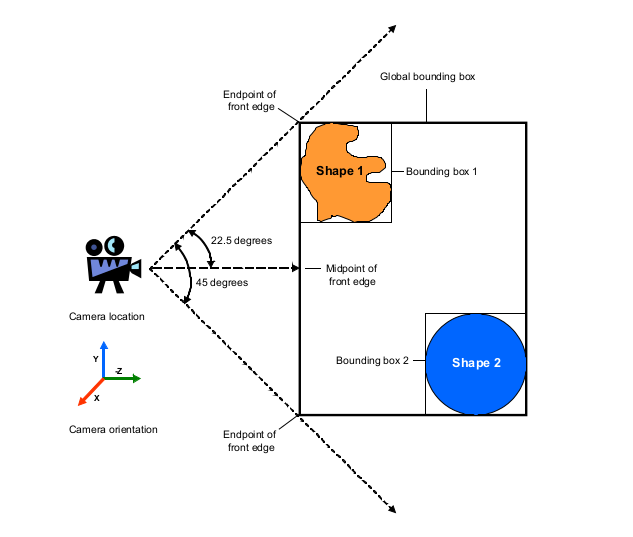 Global bounding box
Endpoint of
front edge
Shape 1
Bounding box 1
22.5 degrees
45 degrees
Midpoint of
front edge
Camera location
Y
-Z
X
Camera orientation
Bounding box 2
Shape 2
Endpoint of
front edge